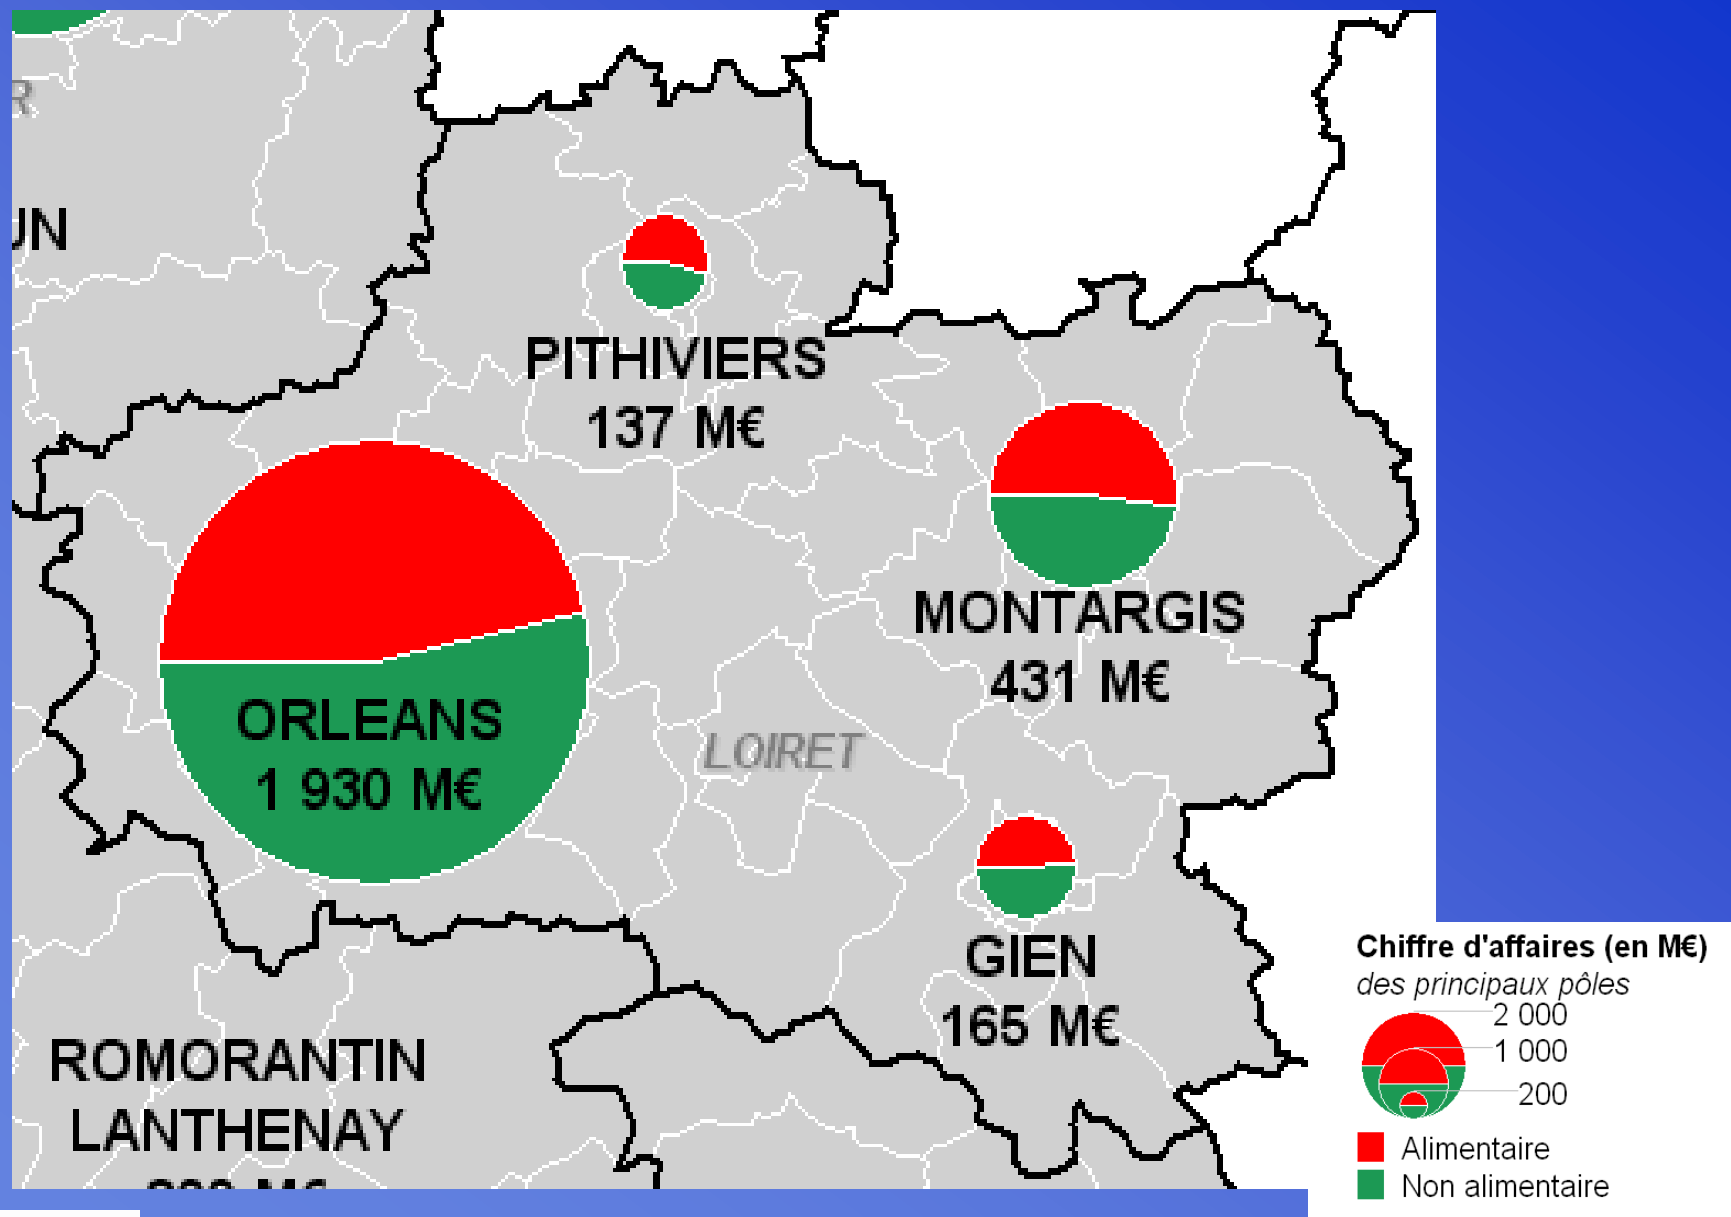 R
UN
PITHIVIERS
137 M€
MONTARGIS
431 M€
ORLEANS
1 930 M€
LOIRET
GIEN
165 M€
ROMORANTIN
LANTHENAY
M€
Chiffre d'affaires (en M€)
des principaux pôles
2 000
1 000
200
Alimentaire
Non alimentaire